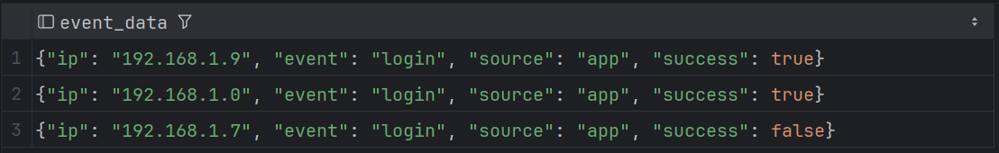 event_data
1 {"ip": "192.168.1.9", "event": "login", "source": "app", "success": true}
2 {"ip": "192.168.1.0", "event": "login", "source": "app", "success": true}
3 {"ip": "192.168.1.7", "event": "login", "source": "app", "success": false}